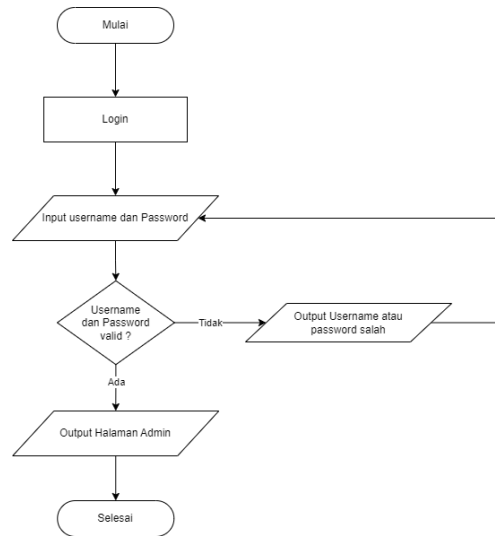 Mulai
Login
Input username dan Password
Username
dan Password
valid ?
Tidak
Output Username atau
password salah
Ada
Output Halaman Admin
Selesai